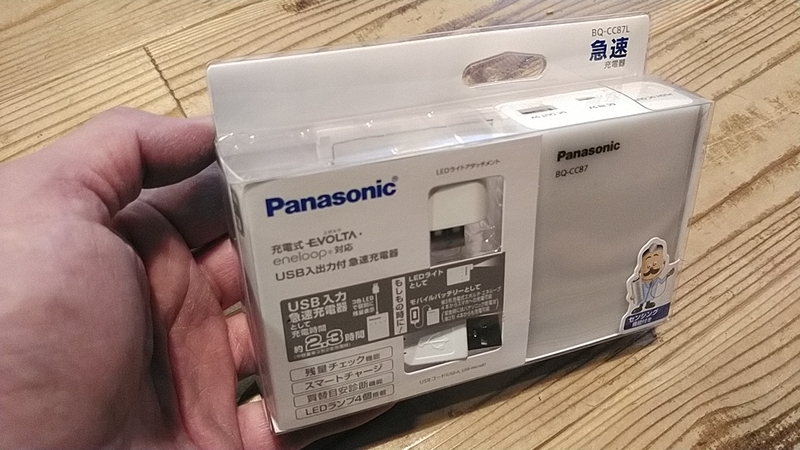 BQ-CC87L
急速
充電器
LEDライトアタッチメント
Panasonic
BQ-CC87
Panasonic®
充電式EVOLTA・
eneloop®対応
USB入出力付 急速充電器
USB入力
急速充電器
として
充電時間
約2.3時間
もしもの時に!
LEDライト
として
モバイルバッテリーとして
残量チェック機能
スマートチャージ
買替目安診断機能
LEDランプ4個搭載
センシング